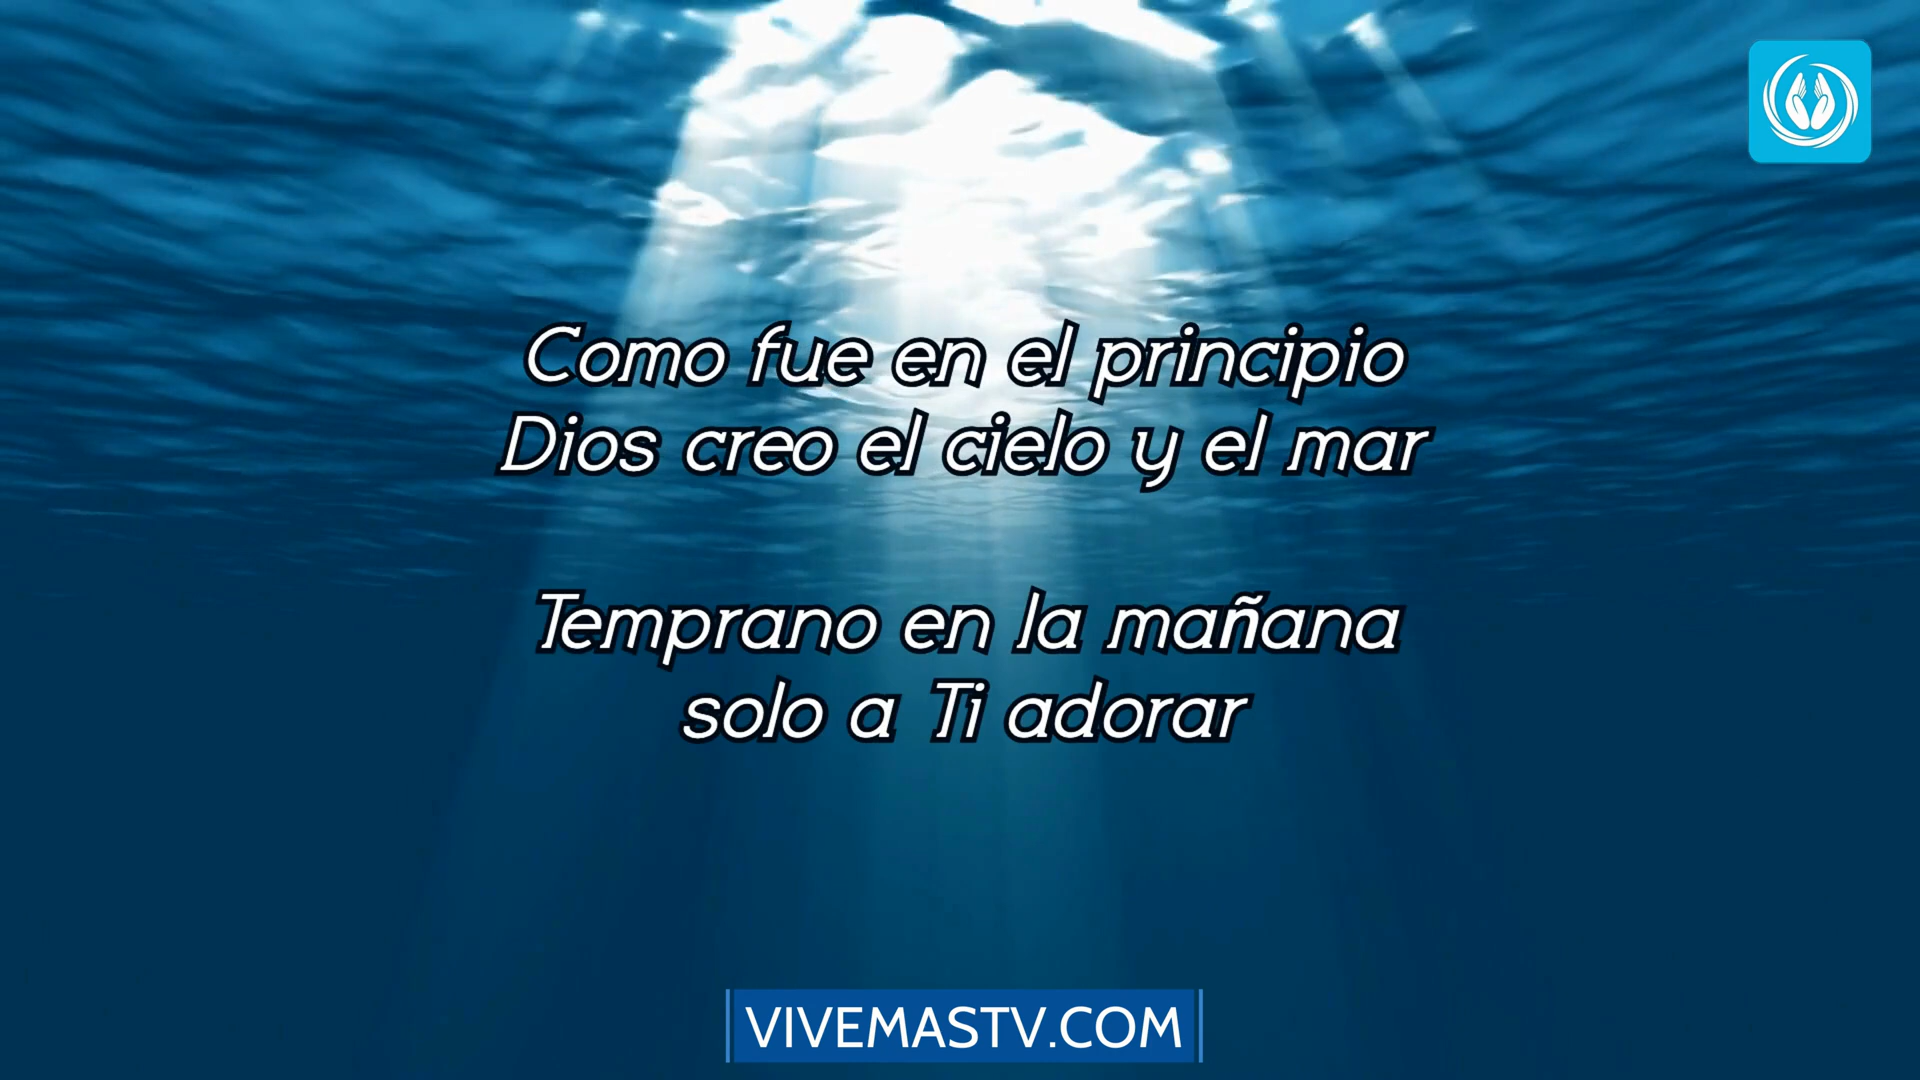 Como fue en el principio
Dios creo el cielo y el mar
Temprano en la mañana
solo a Ti adorar
VIVEMASTV.COM